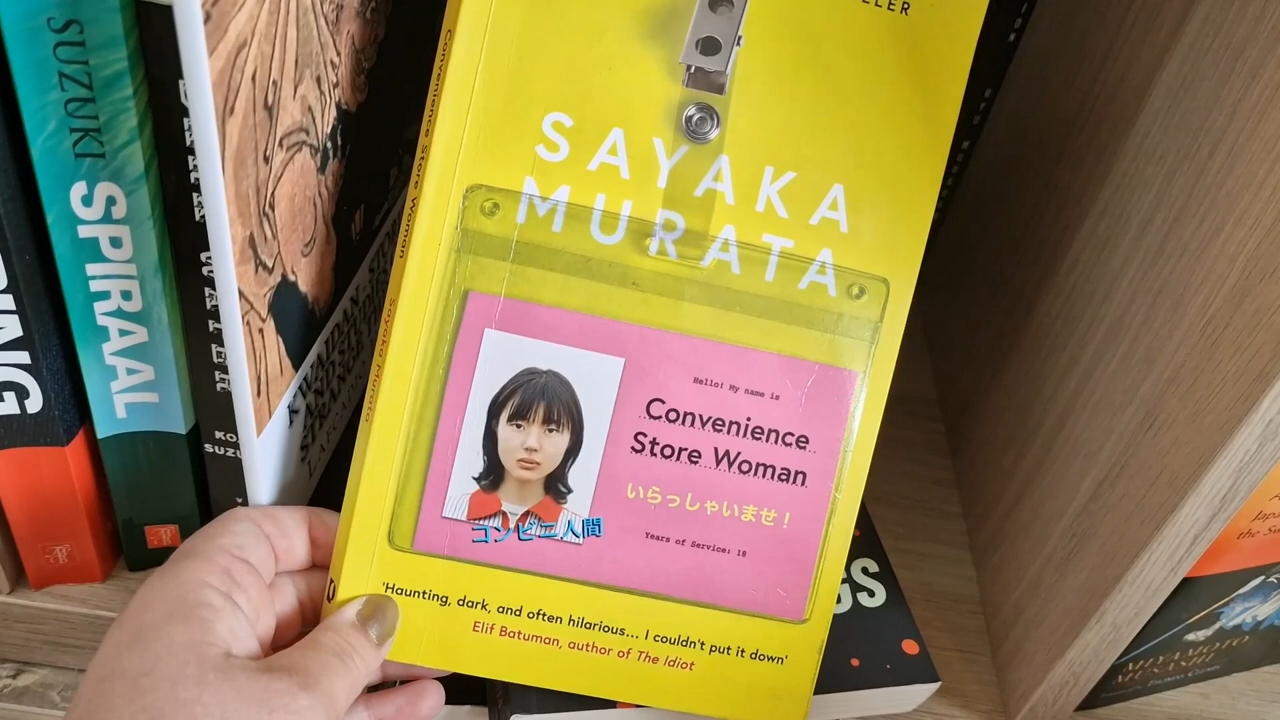 SUZUKI
SPIRAAL
Convenience Store Woman
Sayaka Murata
SAYAKA
MURATA
Hello! My name is
Convenience
Store Woman
いらっしゃいませ！
コンビニ人間
Years of Service: 18
'Haunting, dark, and often hilarious... I couldn't put it down'
Elif Batuman, author of The Idiot
MIYAMOTO
MUSASHI